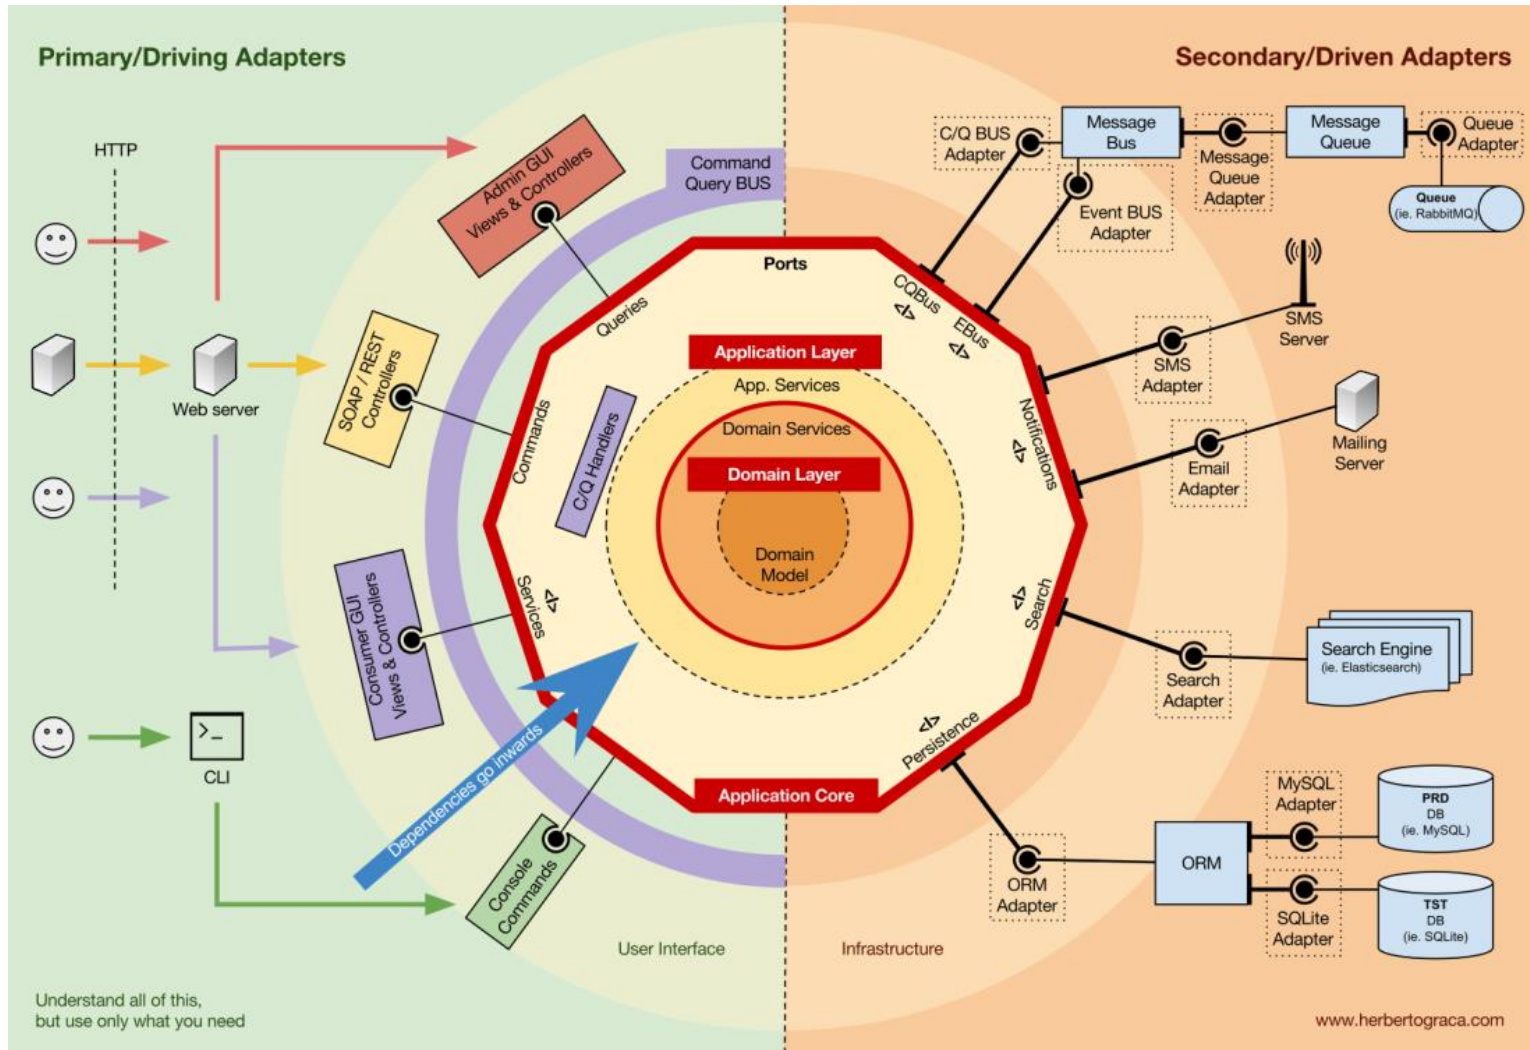 Primary/Driving Adapters
Secondary/Driven Adapters
HTTP
Web server
CLI
Admin GUI
Views & Controllers
SOAP / REST
Controllers
Consumer GUI
Views & Controllers
Console
Commands
Command
Query BUS
Dependencies go inwards
Ports
Queries
Commands
Services
</>
C/Q Handlers
Application Layer
App. Services
Domain Services
Domain Layer
Domain
Model
Application Core
CQBus
</>
EBus
</>
Notifications
</>
Search
</>
Persistence
</>
C/Q BUS
Adapter
Message
Bus
Event BUS
Adapter
Message
Queue
Adapter
Message
Queue
Queue
Adapter
Queue
(ie. RabbitMQ)
SMS
Server
SMS
Adapter
Mailing
Server
Email
Adapter
Search Engine
(ie. Elasticsearch)
Search
Adapter
ORM
Adapter
ORM
MySQL
Adapter
PRD
DB
(ie. MySQL)
SQLite
Adapter
TST
DB
(ie. SQLite)
User Interface
Infrastructure
Understand all of this,
but use only what you need
www.herbertograca.com